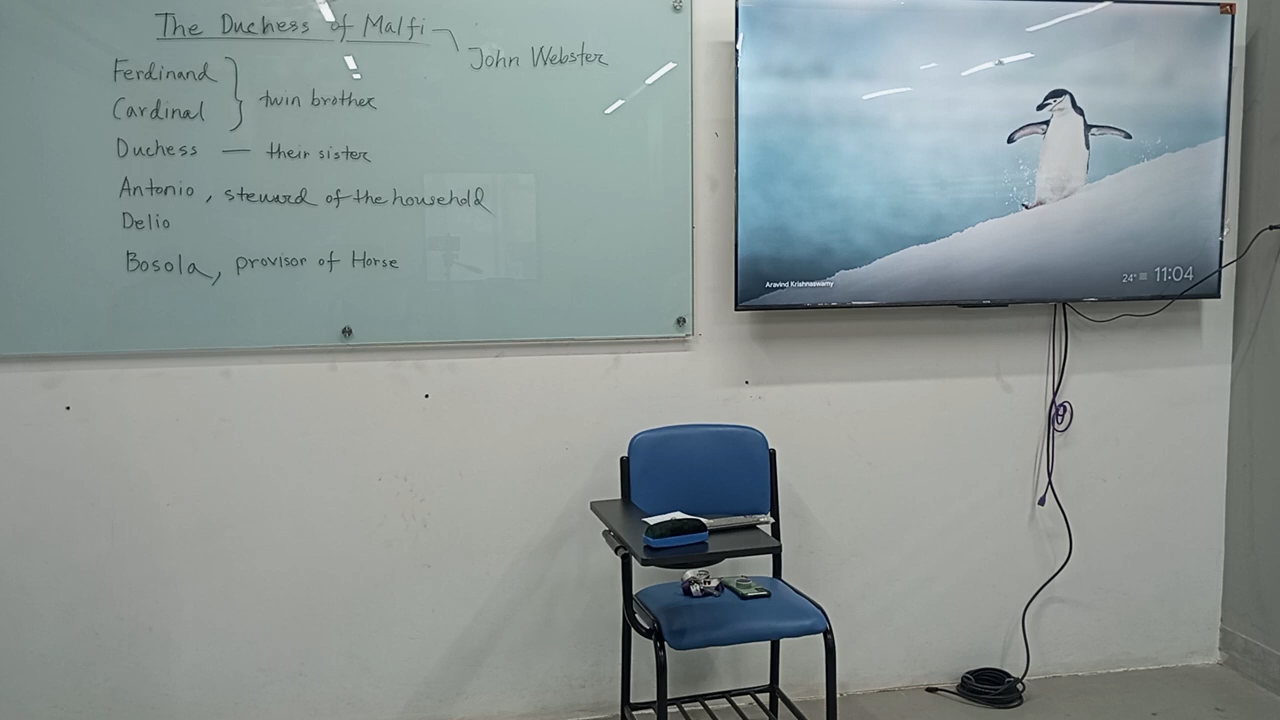 The Duchess of Malfi
John Webster
Ferdinand
Cardinal } twin brother
Duchess — their sister
Antonio, steward of the household
Delio
Bosola, provisor of Horse
Aravind Krishnaswamy
24° 11:04